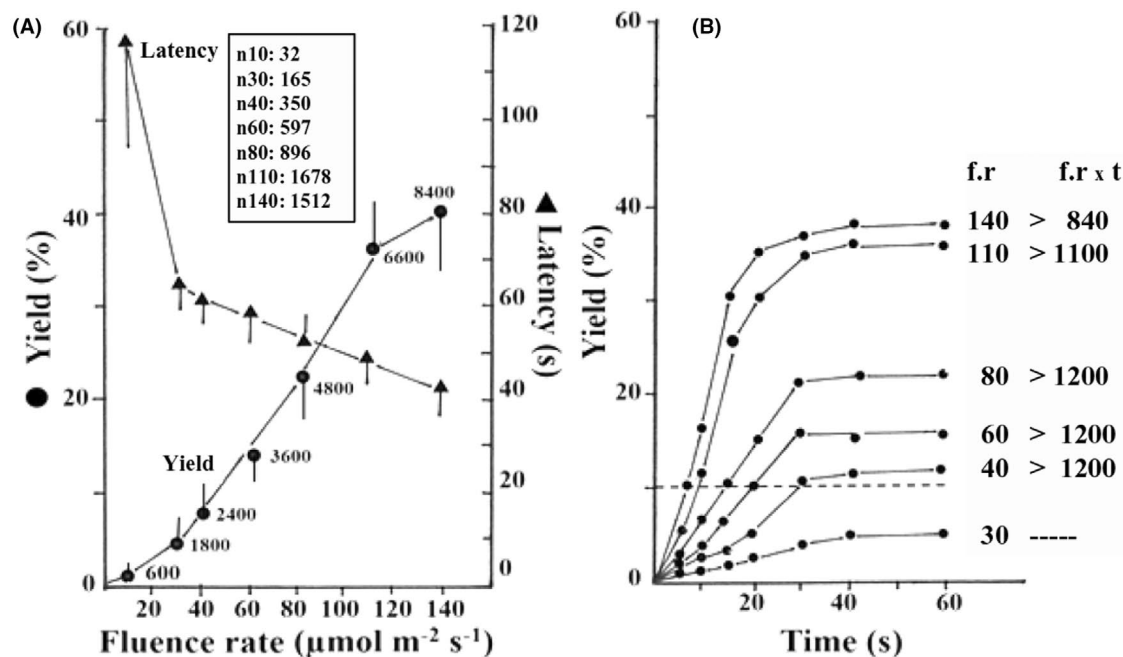 (A)
60
40
20
0
Yield (%)
Latency
n10: 32
n30: 165
n40: 350
n60: 597
n80: 896
n110: 1678
n140: 1512
Yield
600
1800
2400
3600
4800
6600
8400
120
100
80
60
40
20
0
Latency (s)
20 40 60 80 100 120 140
Fluence rate (µmol m⁻² s⁻¹)
(B)
60
40
20
0
Yield (%)
f.r f.r x t
140 > 840
110 > 1100
80 > 1200
60 > 1200
40 > 1200
30 -----
20 40 60
Time (s)